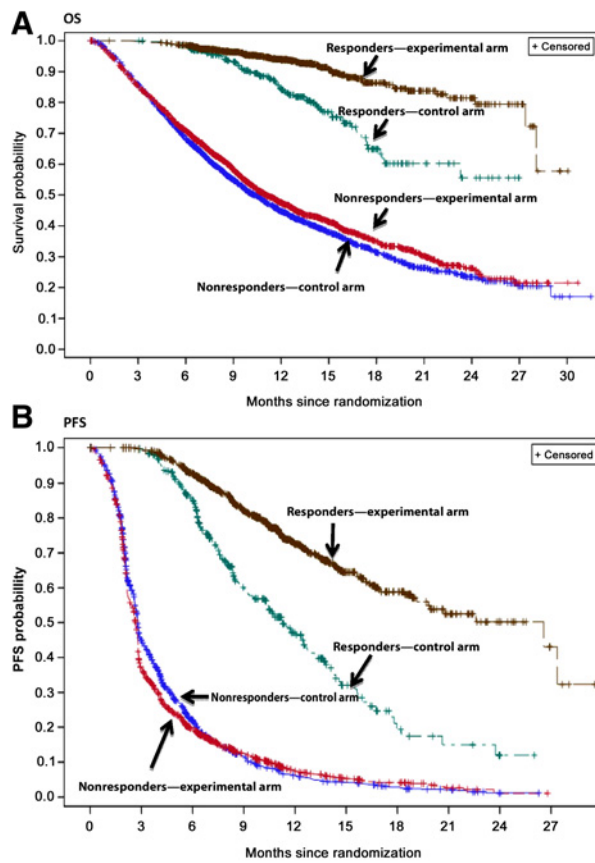 A
OS
+ Censored
Responders—experimental arm
Responders—control arm
Nonresponders—experimental arm
Nonresponders—control arm
Survival probability
1.0
0.9
0.8
0.7
0.6
0.5
0.4
0.3
0.2
0.1
0.0
0 3 6 9 12 15 18 21 24 27 30
Months since randomization
B
PFS
+ Censored
Responders—experimental arm
Responders—control arm
Nonresponders—control arm
Nonresponders—experimental arm
PFS probability
1.0
0.9
0.8
0.7
0.6
0.5
0.4
0.3
0.2
0.1
0.0
0 3 6 9 12 15 18 21 24 27
Months since randomization